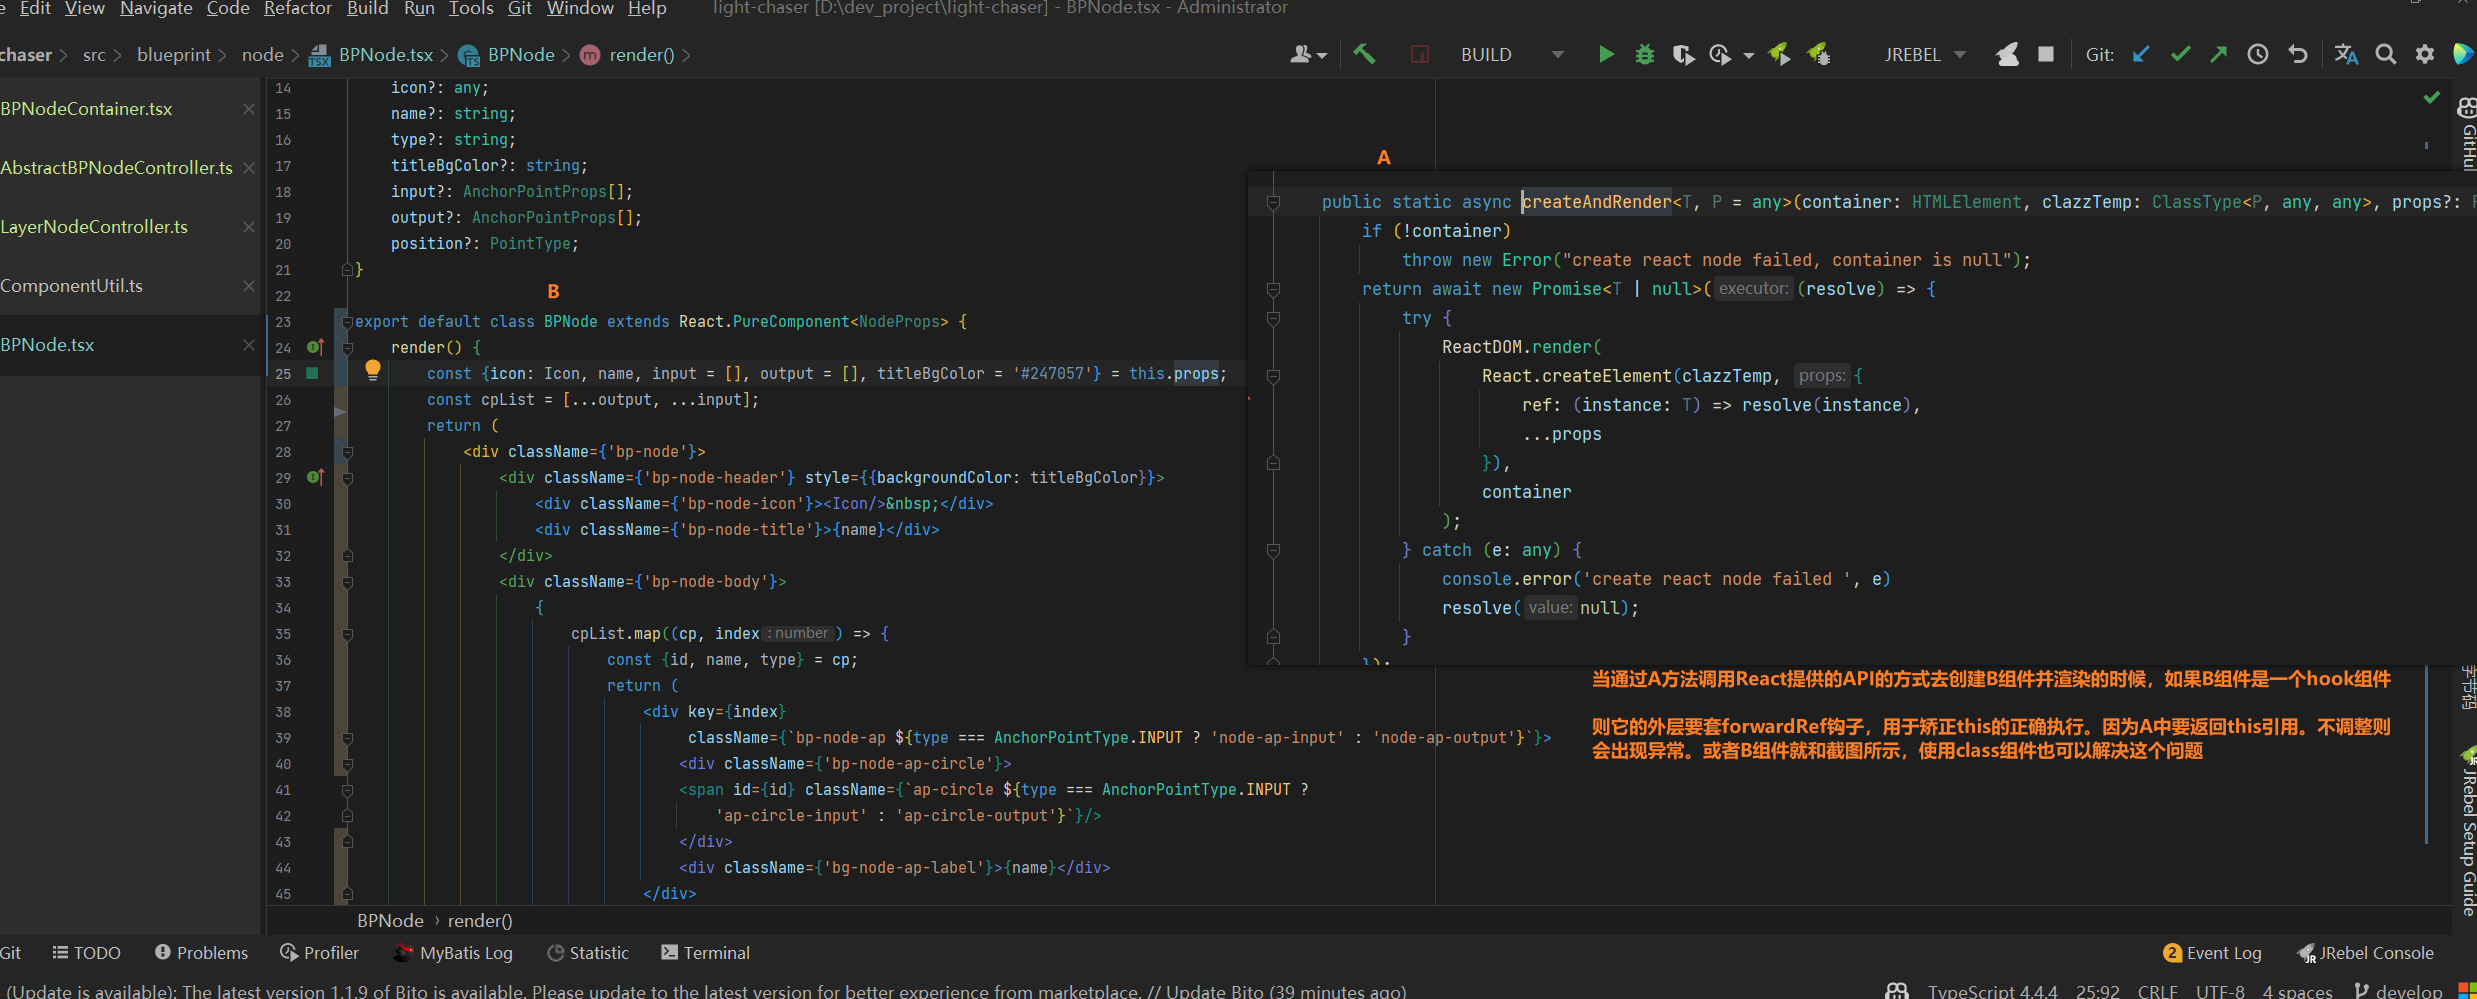 Edit View Navigate Code Refactor Build Run Tools Git Window Help light-chaser [D:\dev_project\light-chaser] - BPNode.tsx - Administrator
chaser src blueprint node BPNode.tsx BPNode render() BUILD JREBEL Git:
BPNodeContainer.tsx
AbstractBPNodeController.ts
LayerNodeController.ts
ComponentUtil.ts
BPNode.tsx
14 icon?: any;
15 name?: string;
16 type?: string;
17 titleBgColor?: string;
18 input?: AnchorPointProps[];
19 output?: AnchorPointProps[];
20 position?: PointType;
21 }
22
B
23 export default class BPNode extends React.PureComponent<NodeProps> {
24 render() {
25 const {icon: Icon, name, input = [], output = [], titleBgColor = '#247057'} = this.props;
26 const cpList = [...output, ...input];
27 return (
28 <div className={'bp-node'}>
29 <div className={'bp-node-header'} style={{backgroundColor: titleBgColor}}>
30 <div className={'bp-node-icon'}><Icon/>&nbsp;</div>
31 <div className={'bp-node-title'}>{name}</div>
32 </div>
33 <div className={'bp-node-body'}>
34 {
35 cpList.map((cp, index : number ) => {
36 const {id, name, type} = cp;
37 return (
38 <div key={index}
39 className={`bp-node-ap ${type === AnchorPointType.INPUT ? 'node-ap-input' : 'node-ap-output'}`}>
40 <div className={'bp-node-ap-circle'}>
41 <span id={id} className={`ap-circle ${type === AnchorPointType.INPUT ?
42 'ap-circle-input' : 'ap-circle-output'}`}/>
43 </div>
44 <div className={'bg-node-ap-label'}>{name}</div>
45 </div>
A
public static async createAndRender<T, P = any>(container: HTMLElement, clazzTemp: ClassType<P, any, any>, props?:
if (!container)
throw new Error("create react node failed, container is null");
return await new Promise<T | null>( executor: (resolve) => {
try {
ReactDOM.render(
React.createElement(clazzTemp, props: {
ref: (instance: T) => resolve(instance),
...props
}),
container
);
} catch (e: any) {
console.error('create react node failed ', e)
resolve( value: null);
}
});
当通过A方法调用React提供的API的方式去创建B组件并渲染的时候，如果B组件是一个hook组件
则它的外层要套forwardRef钩子，用于矫正this的正确执行。因为A中要返回this引用。不调整则
会出现异常。或者B组件就和截图所示，使用class组件也可以解决这个问题
JRebel Setup Guide
BPNode › render()
Git TODO Problems Profiler MyBatis Log Statistic Terminal 2 Event Log JRebel Console
(Update is available): The latest version 1.1.9 of Bito is available. Please update to the latest version for better experience from marketplace. // Update Bito (39 minutes ago) TypeScript 4.4.4 25:92 CRLF UTF-8 4 spaces develop